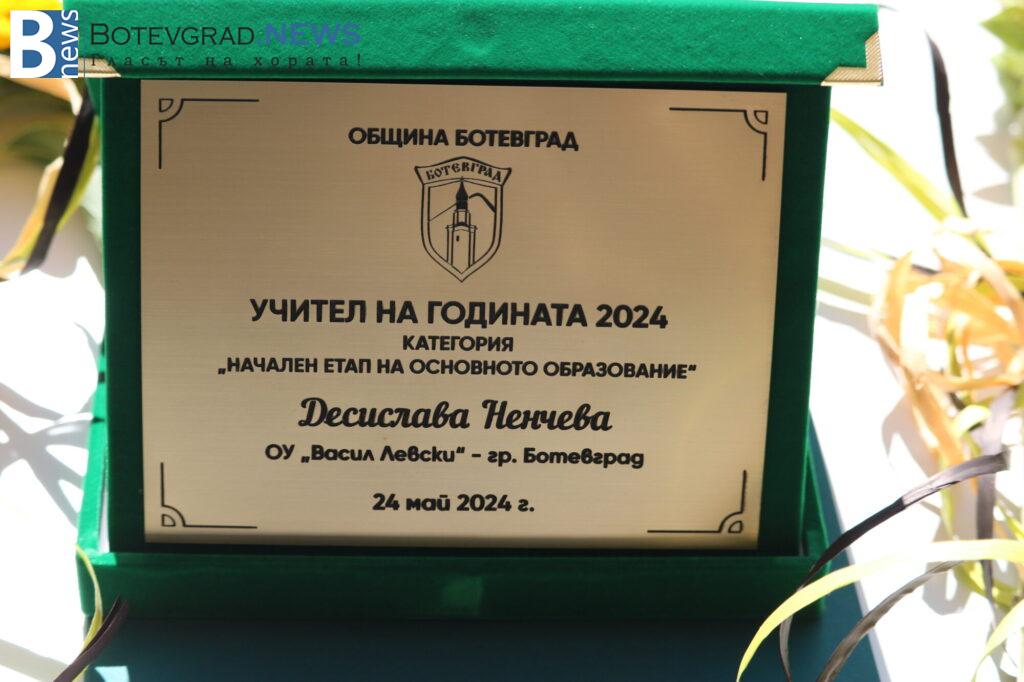 B news BOTEVGRAD.NEWS
Гласът на хората!
ОБЩИНА БОТЕВГРАД
БОТЕВГРАД
УЧИТЕЛ НА ГОДИНАТА 2024
КАТЕГОРИЯ
„НАЧАЛЕН ЕТАП НА ОСНОВНОТО ОБРАЗОВАНИЕ“
Десислава Ненчева
ОУ „Васил Левски“ - гр. Ботевград
24 май 2024 г.